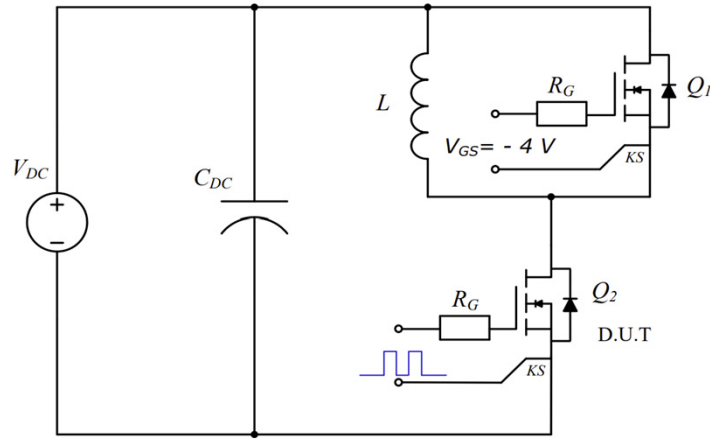 R_G
Q_1
L
V_GS= - 4 V
KS
V_DC
C_DC
+
−
R_G
Q_2
D.U.T
KS